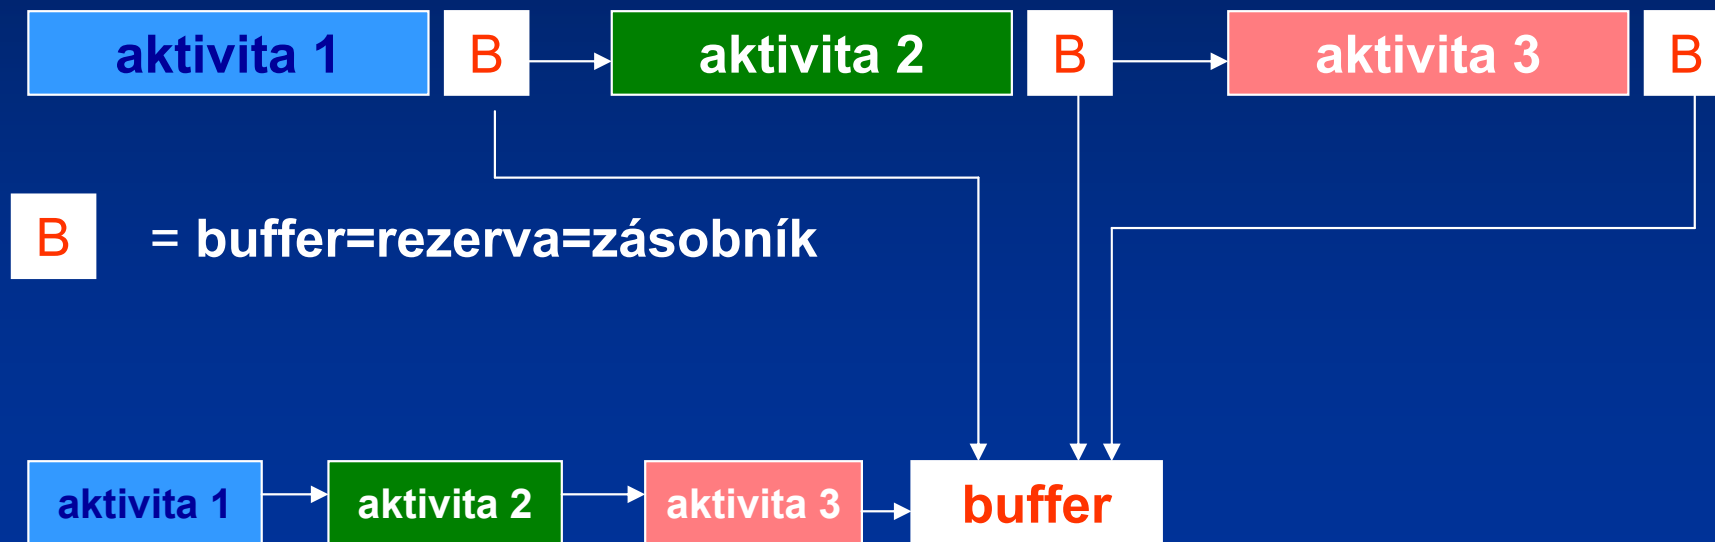 aktivita 1 B aktivita 2 B aktivita 3 B
B = buffer=rezerva=zásobník
aktivita 1 aktivita 2 aktivita 3 buffer